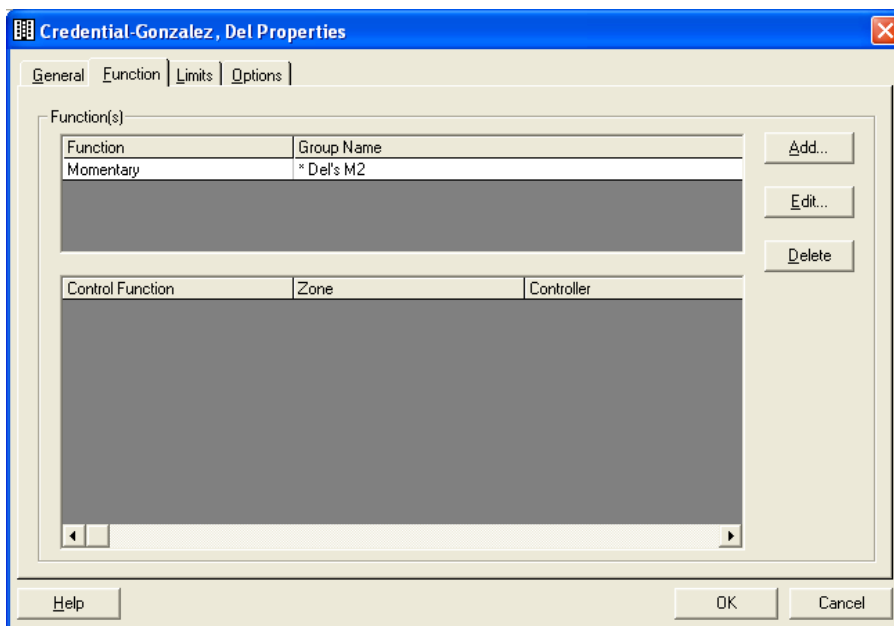 Credential-Gonzalez, Del Properties
General Function Limits Options
Function(s)
Function Group Name
Momentary * Del's M2
Add...
Edit...
Delete
Control Function Zone Controller
Help OK Cancel